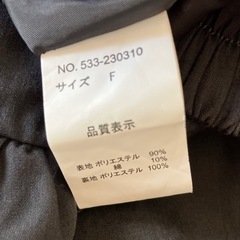 NO. 533-230310
サイズ F
品質表示
表地 ポリエステル 90%
綿 10%
裏地 ポリエステル 100%